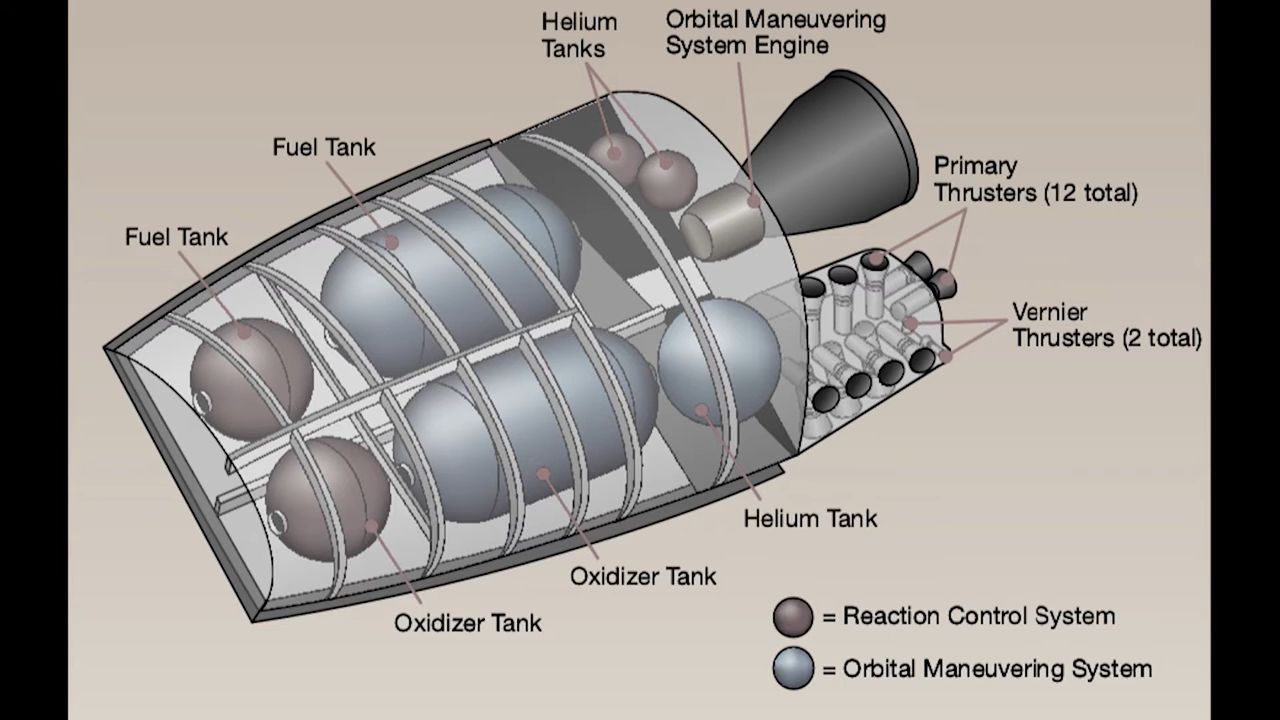 Helium
Tanks
Orbital Maneuvering
System Engine
Fuel Tank
Primary
Thrusters (12 total)
Fuel Tank
Vernier
Thrusters (2 total)
Helium Tank
Oxidizer Tank
Oxidizer Tank
= Reaction Control System
= Orbital Maneuvering System